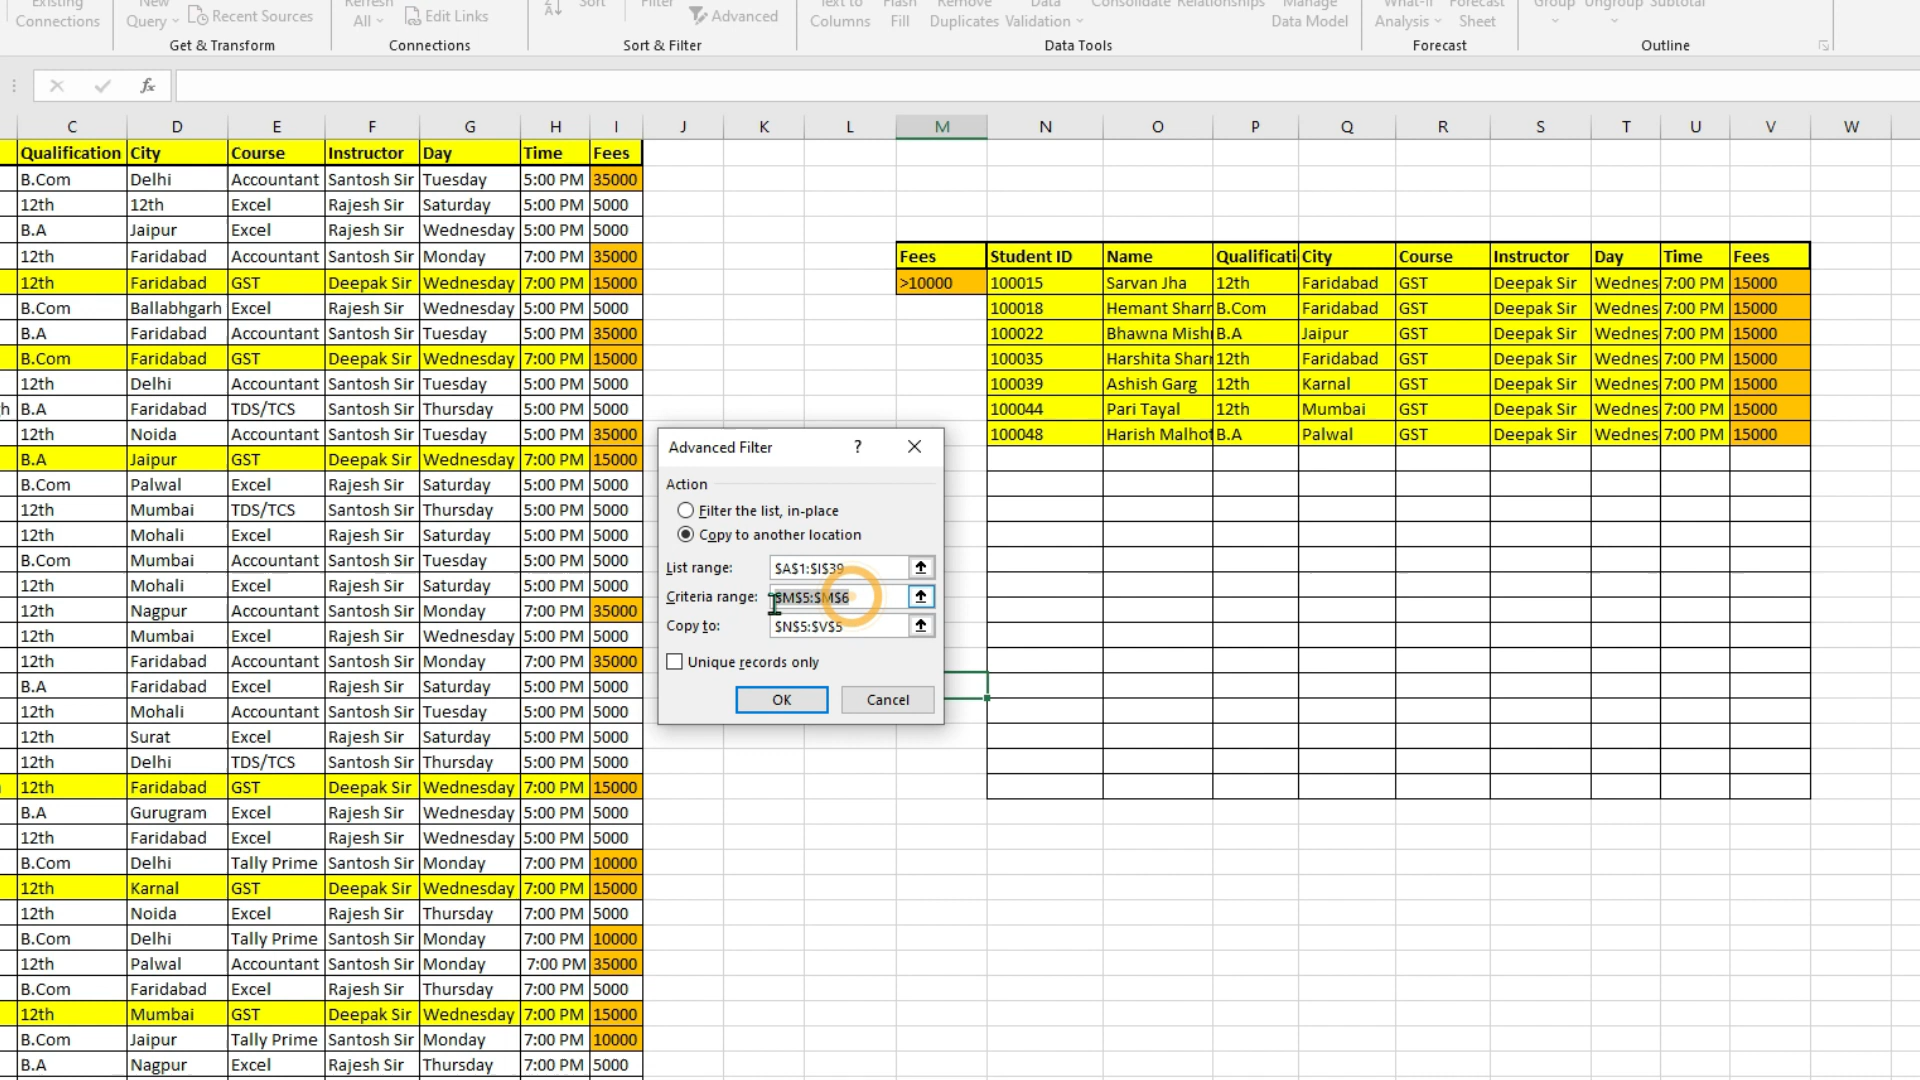 Existing New Refresh Sort Filter Text to Flash Remove Data Consolidate Relationships Manage What-If Forecast Group Ungroup Subtotal
Connections Query Recent Sources All Edit Links Advanced Columns Fill Duplicates Validation Data Model Analysis Sheet
Get & Transform Connections Sort & Filter Data Tools Forecast Outline
fx
C D E F G H I J K L M N O P Q R S T U V W
Qualification City Course Instructor Day Time Fees
B.Com Delhi Accountant Santosh Sir Tuesday 5:00 PM 35000
12th 12th Excel Rajesh Sir Saturday 5:00 PM 5000
B.A Jaipur Excel Rajesh Sir Wednesday 5:00 PM 5000
12th Faridabad Accountant Santosh Sir Monday 7:00 PM 35000 Fees Student ID Name Qualificati City Course Instructor Day Time Fees
12th Faridabad GST Deepak Sir Wednesday 7:00 PM 15000 >10000 100015 Sarvan Jha 12th Faridabad GST Deepak Sir Wednes 7:00 PM 15000
B.Com Ballabhgarh Excel Rajesh Sir Wednesday 5:00 PM 5000 100018 Hemant Sharr B.Com Faridabad GST Deepak Sir Wednes 7:00 PM 15000
B.A Faridabad Accountant Santosh Sir Tuesday 5:00 PM 35000 100022 Bhawna Mish B.A Jaipur GST Deepak Sir Wednes 7:00 PM 15000
B.Com Faridabad GST Deepak Sir Wednesday 7:00 PM 15000 100035 Harshita Shar 12th Faridabad GST Deepak Sir Wednes 7:00 PM 15000
12th Delhi Accountant Santosh Sir Tuesday 5:00 PM 5000 100039 Ashish Garg 12th Karnal GST Deepak Sir Wednes 7:00 PM 15000
h B.A Faridabad TDS/TCS Santosh Sir Thursday 5:00 PM 5000 100044 Pari Tayal 12th Mumbai GST Deepak Sir Wednes 7:00 PM 15000
12th Noida Accountant Santosh Sir Tuesday 5:00 PM 35000 100048 Harish Malhot B.A Palwal GST Deepak Sir Wednes 7:00 PM 15000
B.A Jaipur GST Deepak Sir Wednesday 7:00 PM 15000
B.Com Palwal Excel Rajesh Sir Saturday 5:00 PM 5000
12th Mumbai TDS/TCS Santosh Sir Thursday 5:00 PM 5000
12th Mohali Excel Rajesh Sir Saturday 5:00 PM 5000
B.Com Mumbai Accountant Santosh Sir Tuesday 5:00 PM 5000
12th Mohali Excel Rajesh Sir Saturday 5:00 PM 5000
12th Nagpur Accountant Santosh Sir Monday 7:00 PM 35000
12th Mumbai Excel Rajesh Sir Wednesday 5:00 PM 5000
12th Faridabad Accountant Santosh Sir Monday 7:00 PM 35000
B.A Faridabad Excel Rajesh Sir Saturday 5:00 PM 5000
12th Mohali Accountant Santosh Sir Tuesday 5:00 PM 5000
12th Surat Excel Rajesh Sir Saturday 5:00 PM 5000
12th Delhi TDS/TCS Santosh Sir Thursday 5:00 PM 5000
12th Faridabad GST Deepak Sir Wednesday 7:00 PM 15000
B.A Gurugram Excel Rajesh Sir Wednesday 5:00 PM 5000
12th Faridabad Excel Rajesh Sir Wednesday 5:00 PM 5000
B.Com Delhi Tally Prime Santosh Sir Monday 7:00 PM 10000
12th Karnal GST Deepak Sir Wednesday 7:00 PM 15000
12th Noida Excel Rajesh Sir Thursday 7:00 PM 5000
B.Com Delhi Tally Prime Santosh Sir Monday 7:00 PM 10000
12th Palwal Accountant Santosh Sir Monday 7:00 PM 35000
B.Com Faridabad Excel Rajesh Sir Thursday 7:00 PM 5000
12th Mumbai GST Deepak Sir Wednesday 7:00 PM 15000
B.Com Jaipur Tally Prime Santosh Sir Monday 7:00 PM 10000
B.A Nagpur Excel Rajesh Sir Thursday 7:00 PM 5000
Advanced Filter ?
Action
Filter the list, in-place
Copy to another location
List range: $A$1:$I$39
Criteria range: $M$5:$M$6
Copy to: $N$5:$V$5
Unique records only
OK Cancel